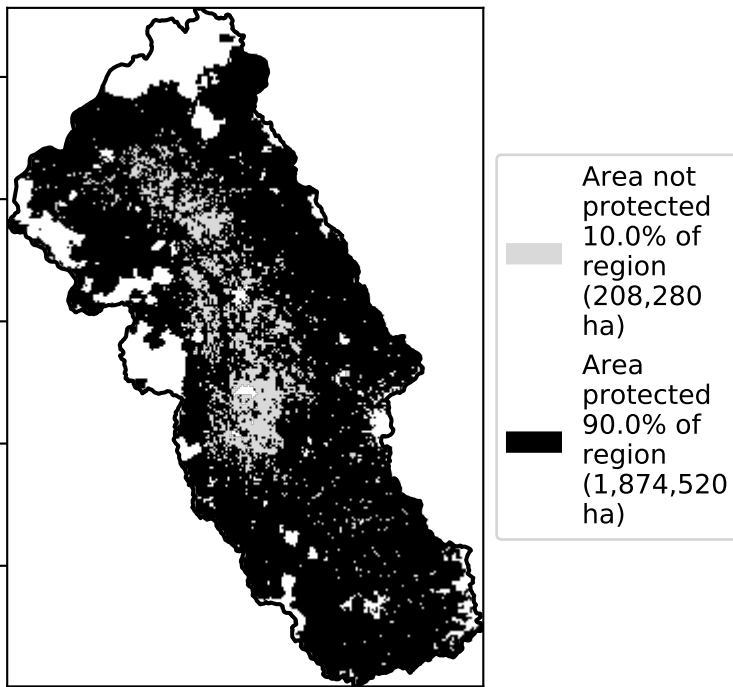 Area not
protected
10.0% of
region
(208,280
ha)
Area
protected
90.0% of
region
(1,874,520
ha)